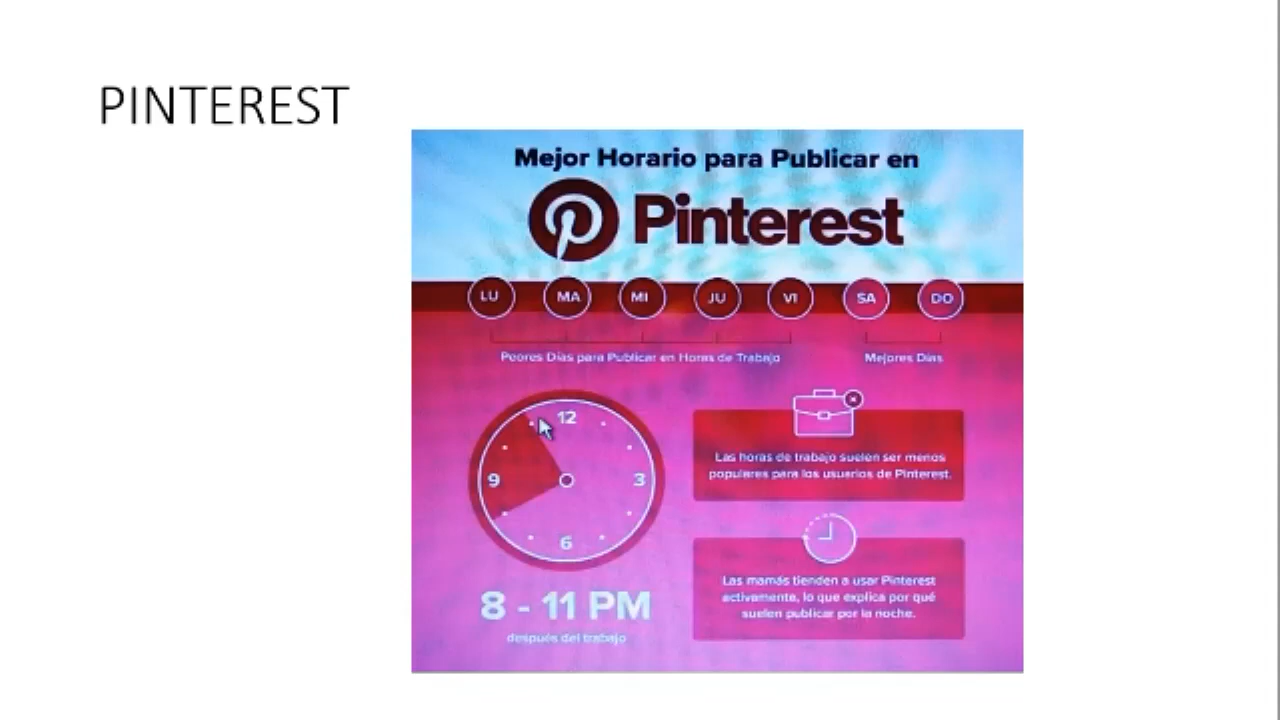 PINTEREST
Mejor Horario para Publicar en
Pinterest
LU MA MI JU VI SA DO
Peores Días para Publicar en Horas de Trabajo
Mejores Días
12
9
3
6
8 - 11 PM
después del trabajo
Las horas de trabajo suelen ser menos
populares para los usuarios de Pinterest.
Las mamás tienden a usar Pinterest
activamente, lo que explica por qué
suelen publicar por la noche.